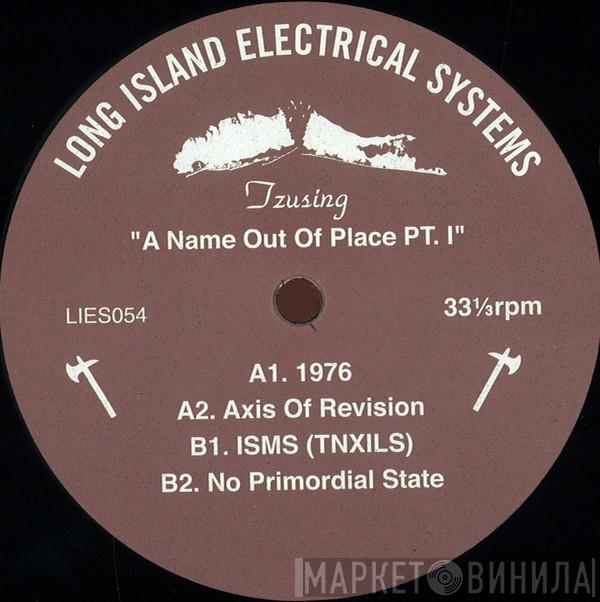 LONG ISLAND ELECTRICAL SYSTEMS
Tzusing
"A Name Out Of Place PT. I"
LIES054
33⅓rpm
A1. 1976
A2. Axis Of Revision
B1. ISMS (TNXILS)
B2. No Primordial State
МАРКЕТ ВИНИЛА